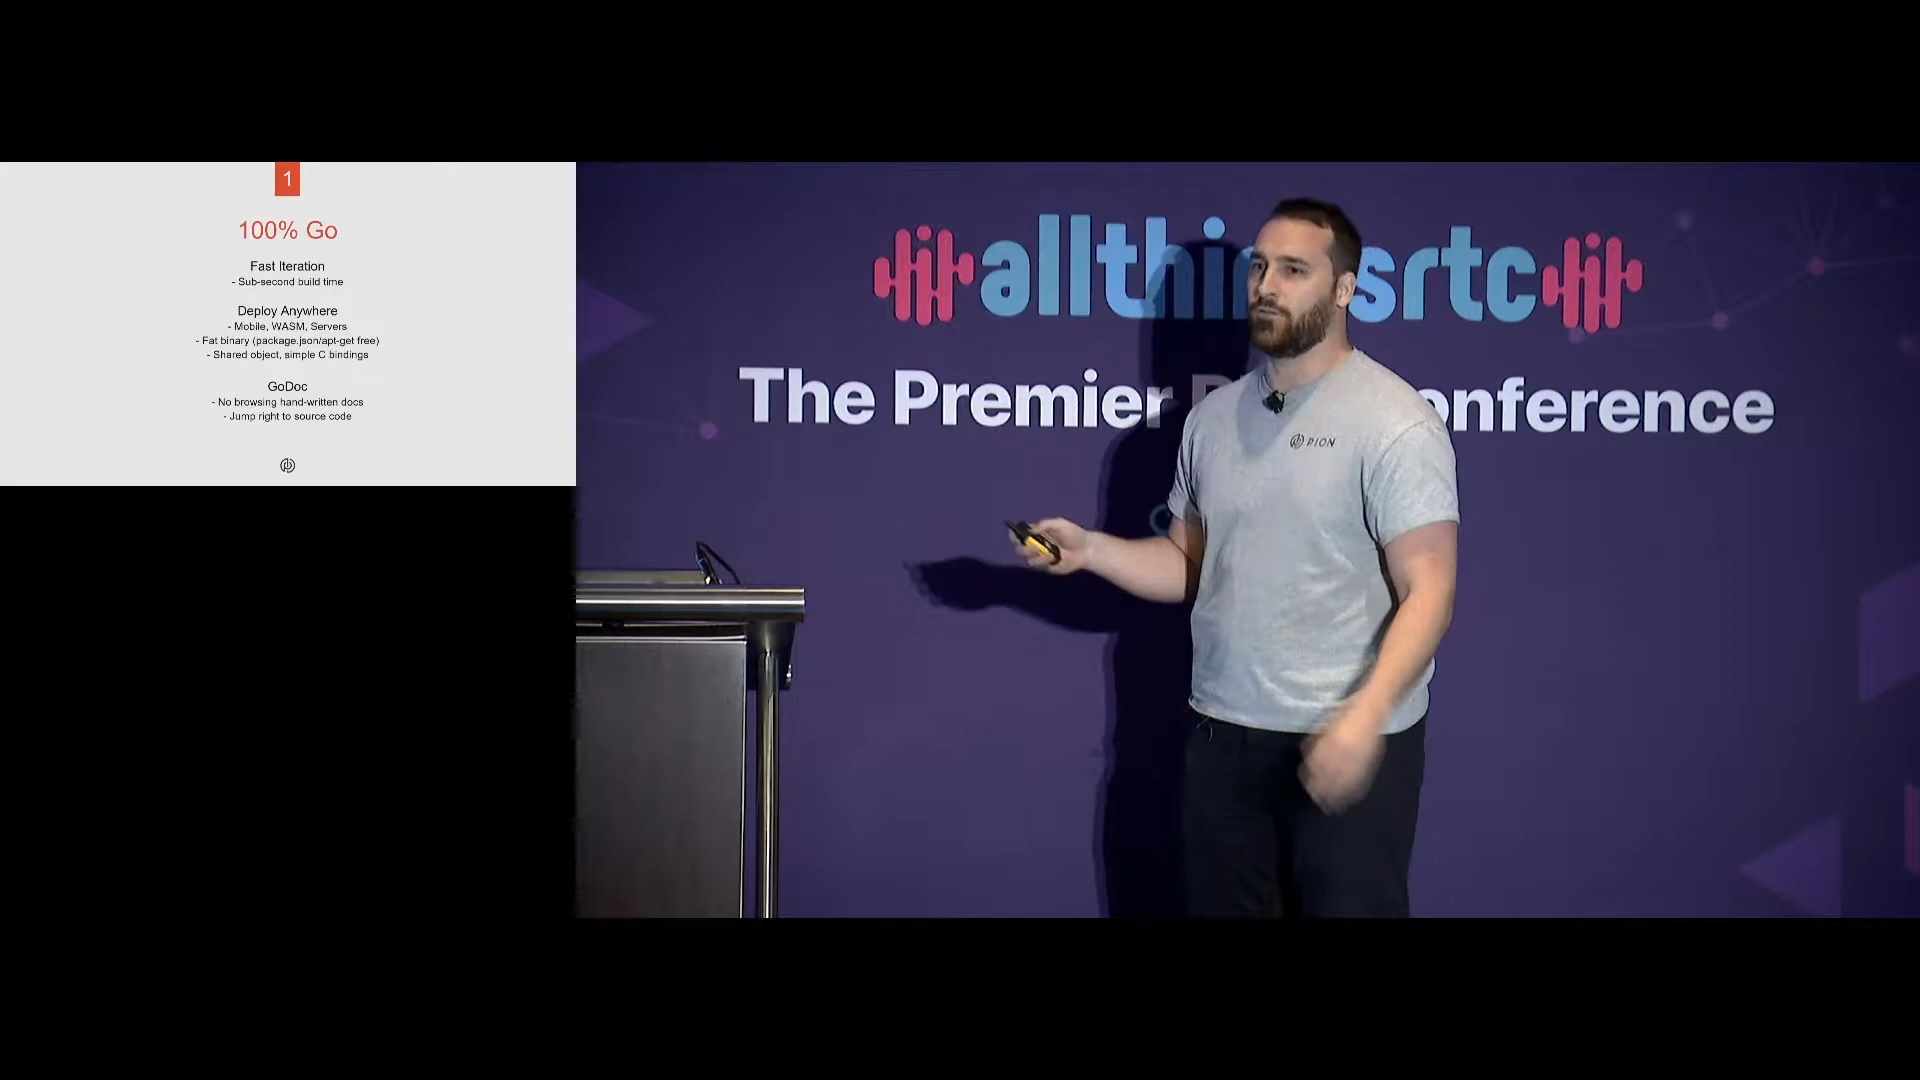 1
100% Go
Fast Iteration
- Sub-second build time
Deploy Anywhere
- Mobile, WASM, Servers
- Fat binary (package.json/apt-get free)
- Shared object, simple C bindings
GoDoc
- No browsing hand-written docs
- Jump right to source code
allthi srtc
The Premier onference
PION